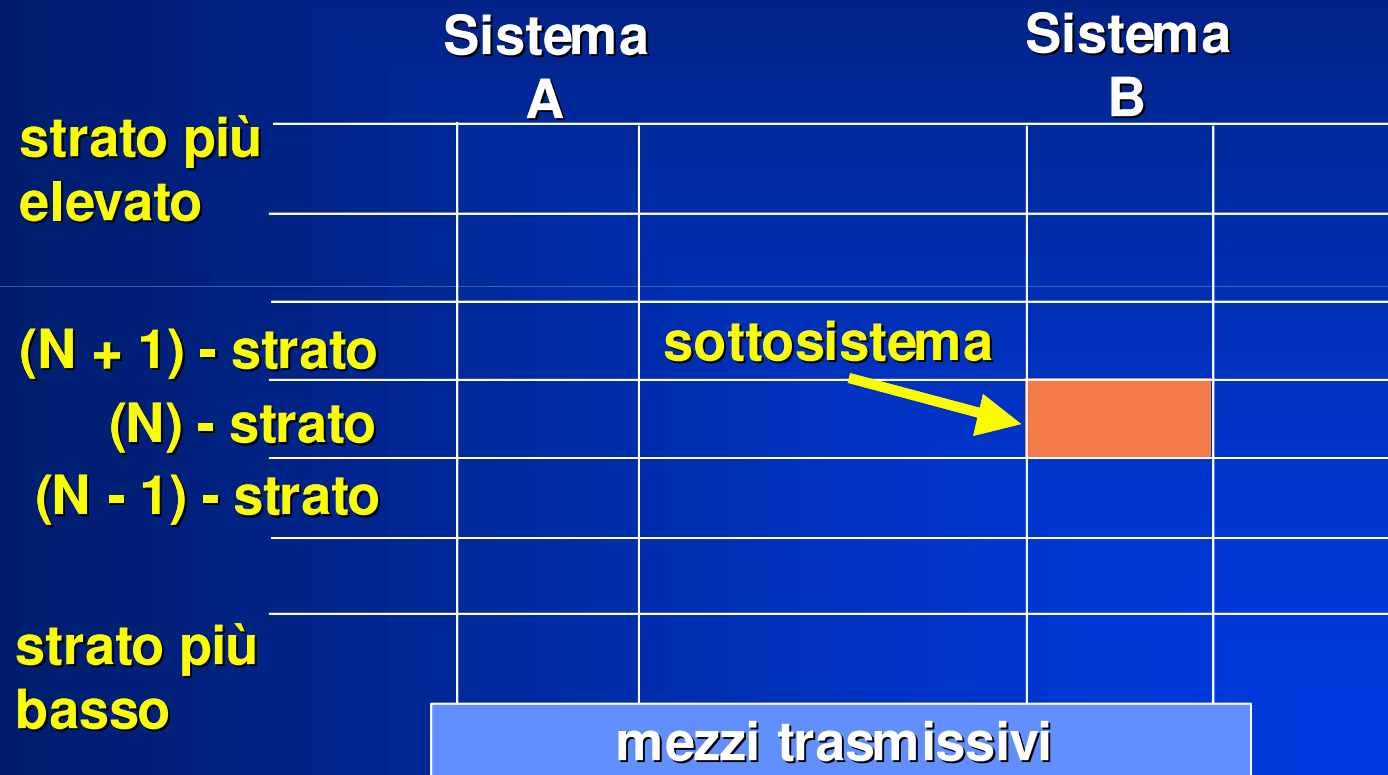 Sistema
A
Sistema
B
strato più
elevato
(N + 1) - strato
sottosistema
(N) - strato
(N - 1) - strato
strato più
basso
mezzi trasmissivi